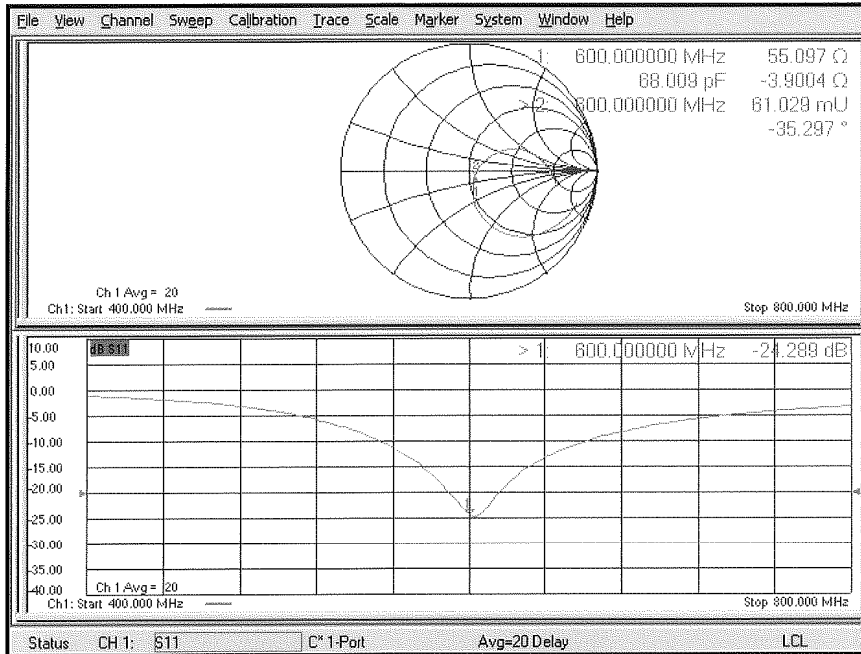 File View Channel Sweep Calibration Trace Scale Marker System Window Help
1: 600.000000 MHz 55.097 Ω
68.009 pF -3.9004 Ω
> 2: 600.000000 MHz 61.029 mU
-35.297 °
Ch 1 Avg = 20
Ch1: Start 400.000 MHz
Stop 800.000 MHz
10.00
dB S11
> 1: 600.000000 MHz -24.289 dB
5.00
0.00
-5.00
-10.00
-15.00
-20.00
1
-25.00
-30.00
-35.00
-40.00
Ch 1 Avg = 20
Ch1: Start 400.000 MHz
Stop 800.000 MHz
Status CH 1: S11 C* 1-Port Avg=20 Delay LCL